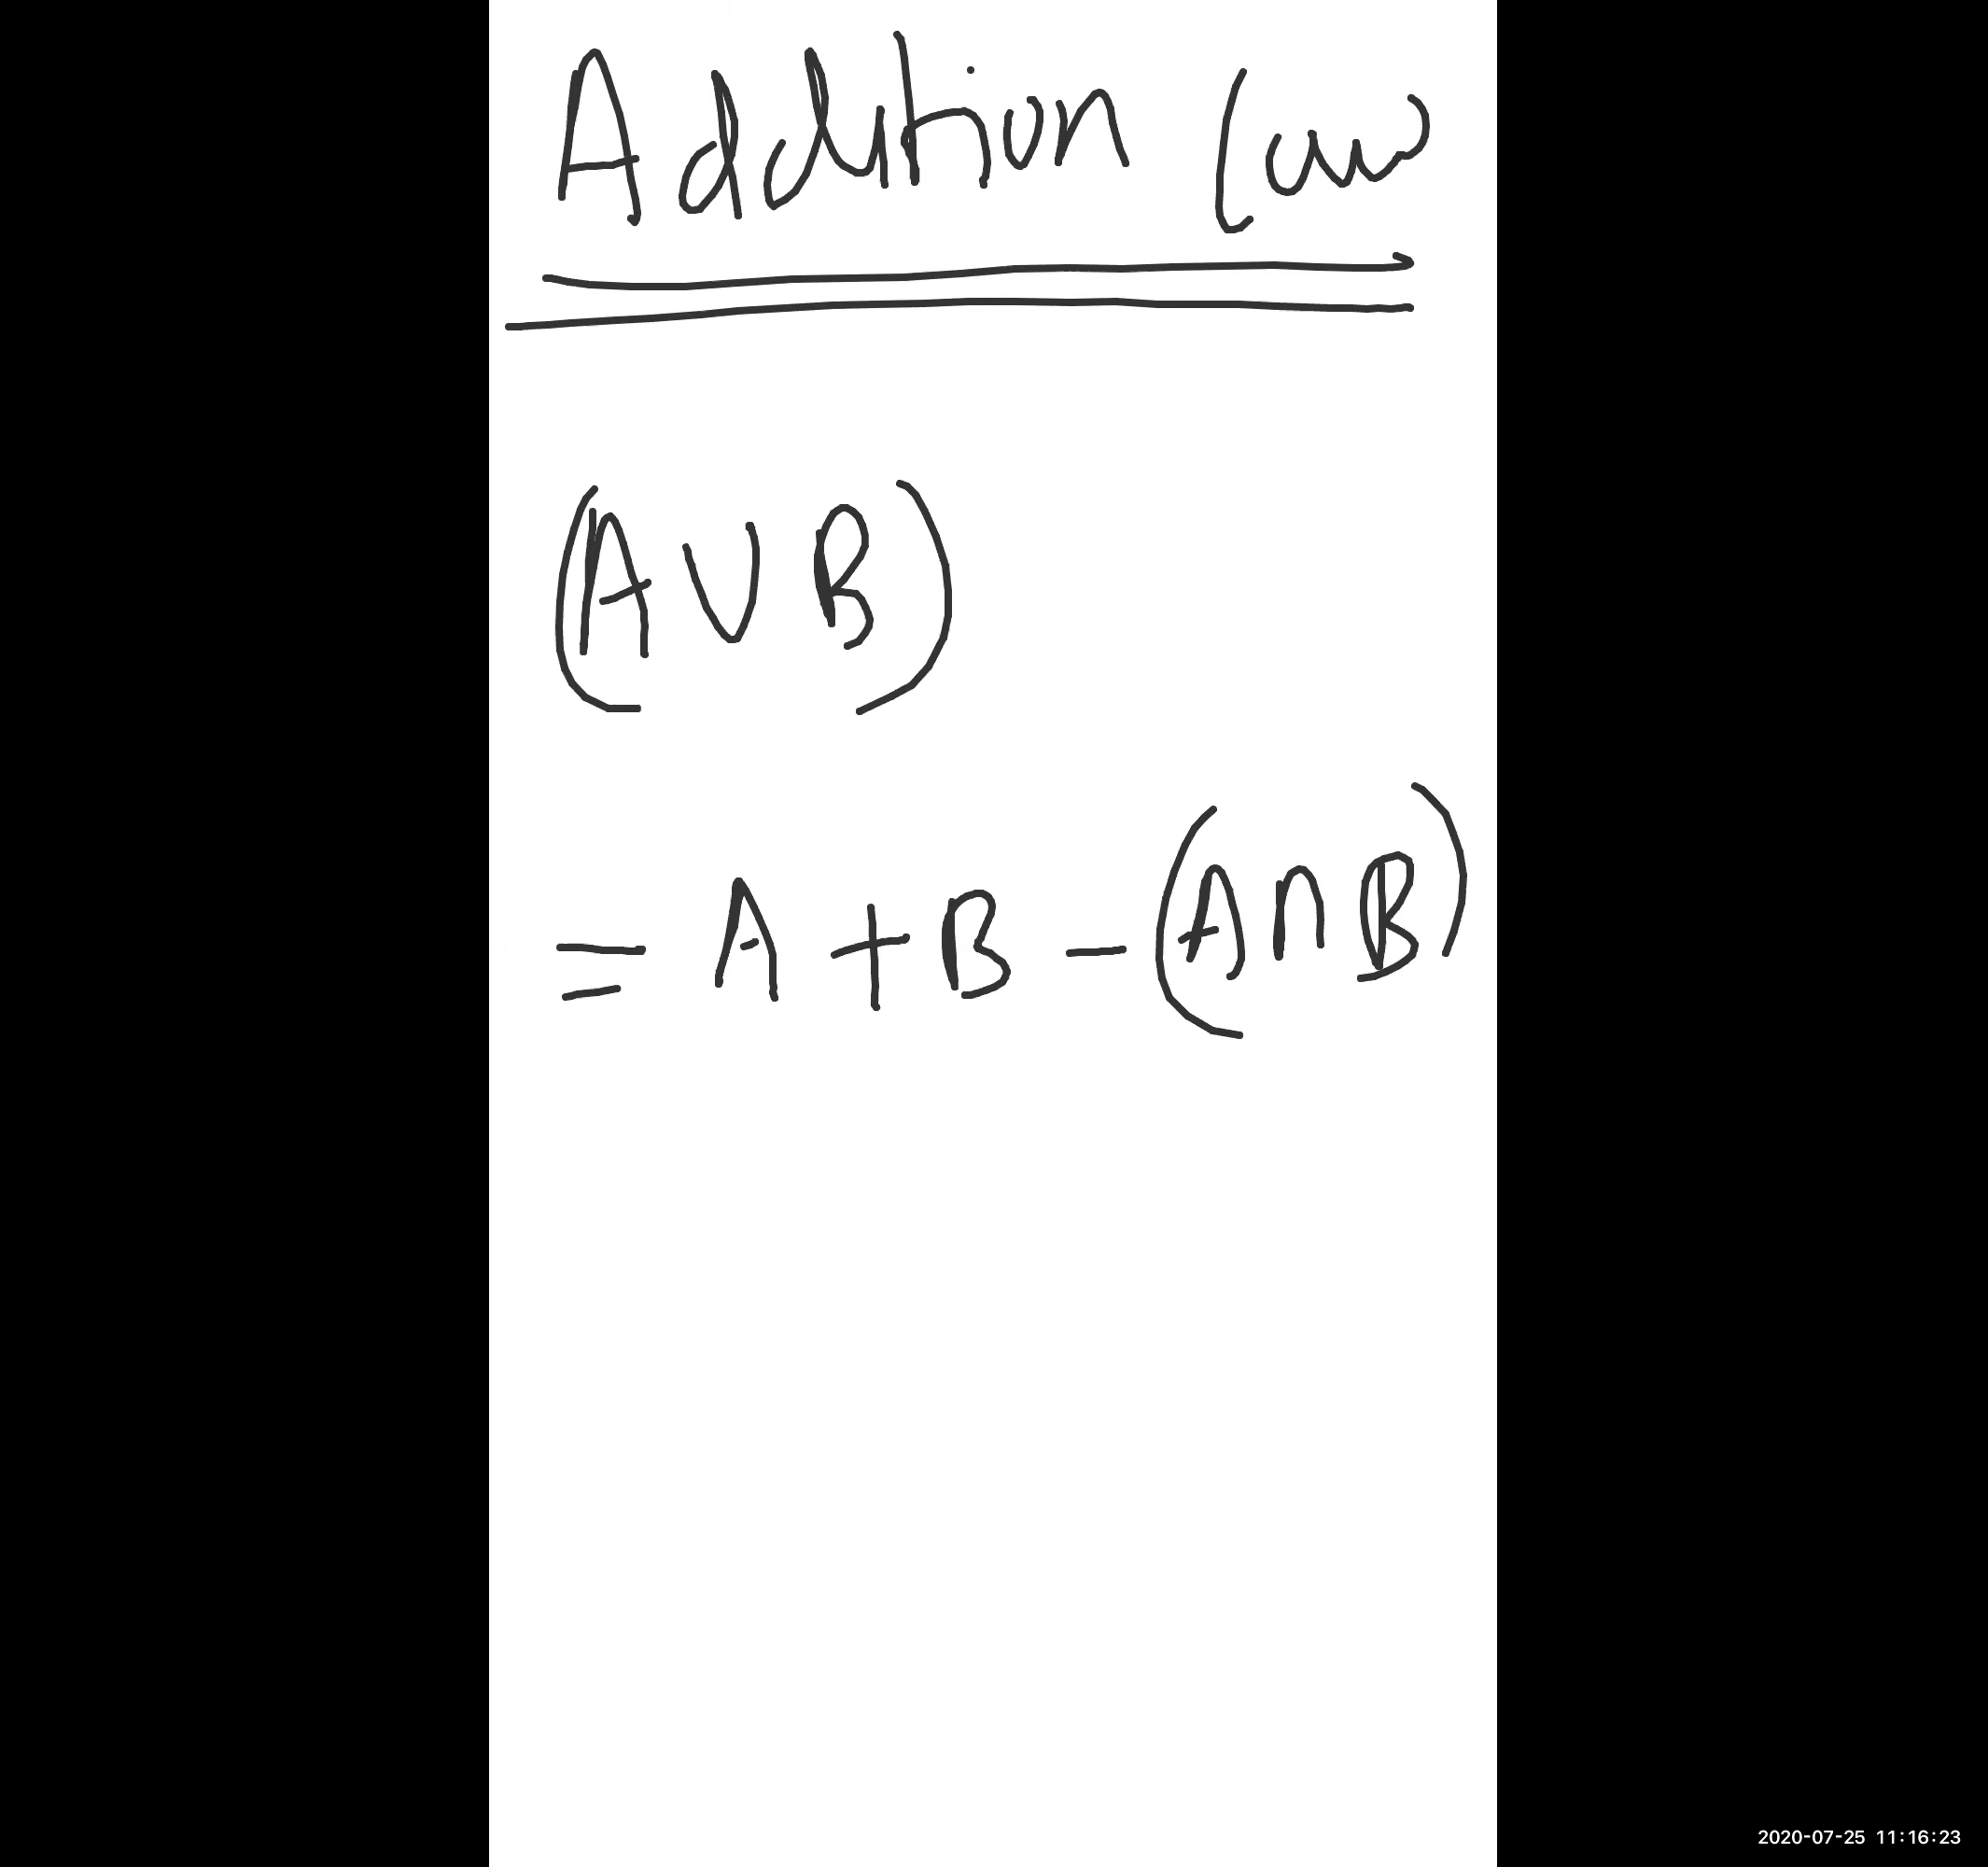 Addition law
(A ∪ B)
= A + B - (A ∩ B)
2020-07-25 11:16:23